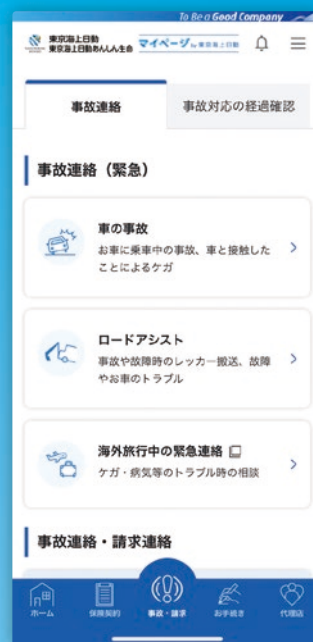 To Be a Good Company
東京海上日動
東京海上日動あんしん生命
マイページ by 東京海上日動
事故連絡
事故対応の経過確認
事故連絡（緊急）
車の事故
お車に乗車中の事故、車と接触した
ことによるケガ
ロードアシスト
事故や故障時のレッカー搬送、故障
やお車のトラブル
海外旅行中の緊急連絡
ケガ・病気等のトラブル時の相談
事故連絡・請求連絡
ホーム
保険契約
事故・請求
お手続き
代理店